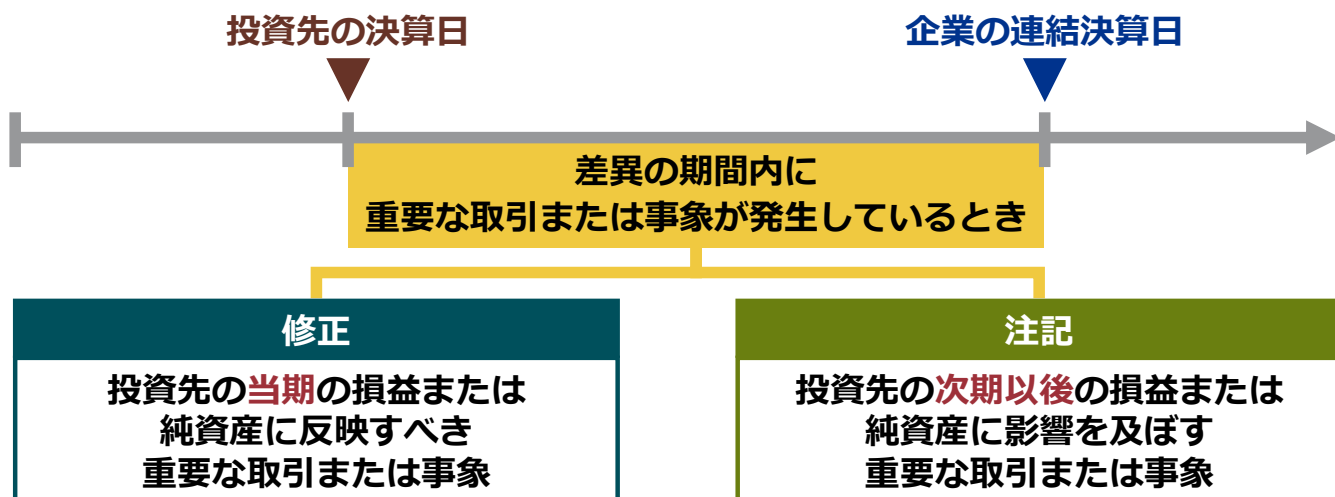 投資先の決算日
企業の連結決算日
差異の期間内に
重要な取引または事象が発生しているとき
修正
投資先の当期の損益または
純資産に反映すべき
重要な取引または事象
注記
投資先の次期以後の損益または
純資産に影響を及ぼす
重要な取引または事象